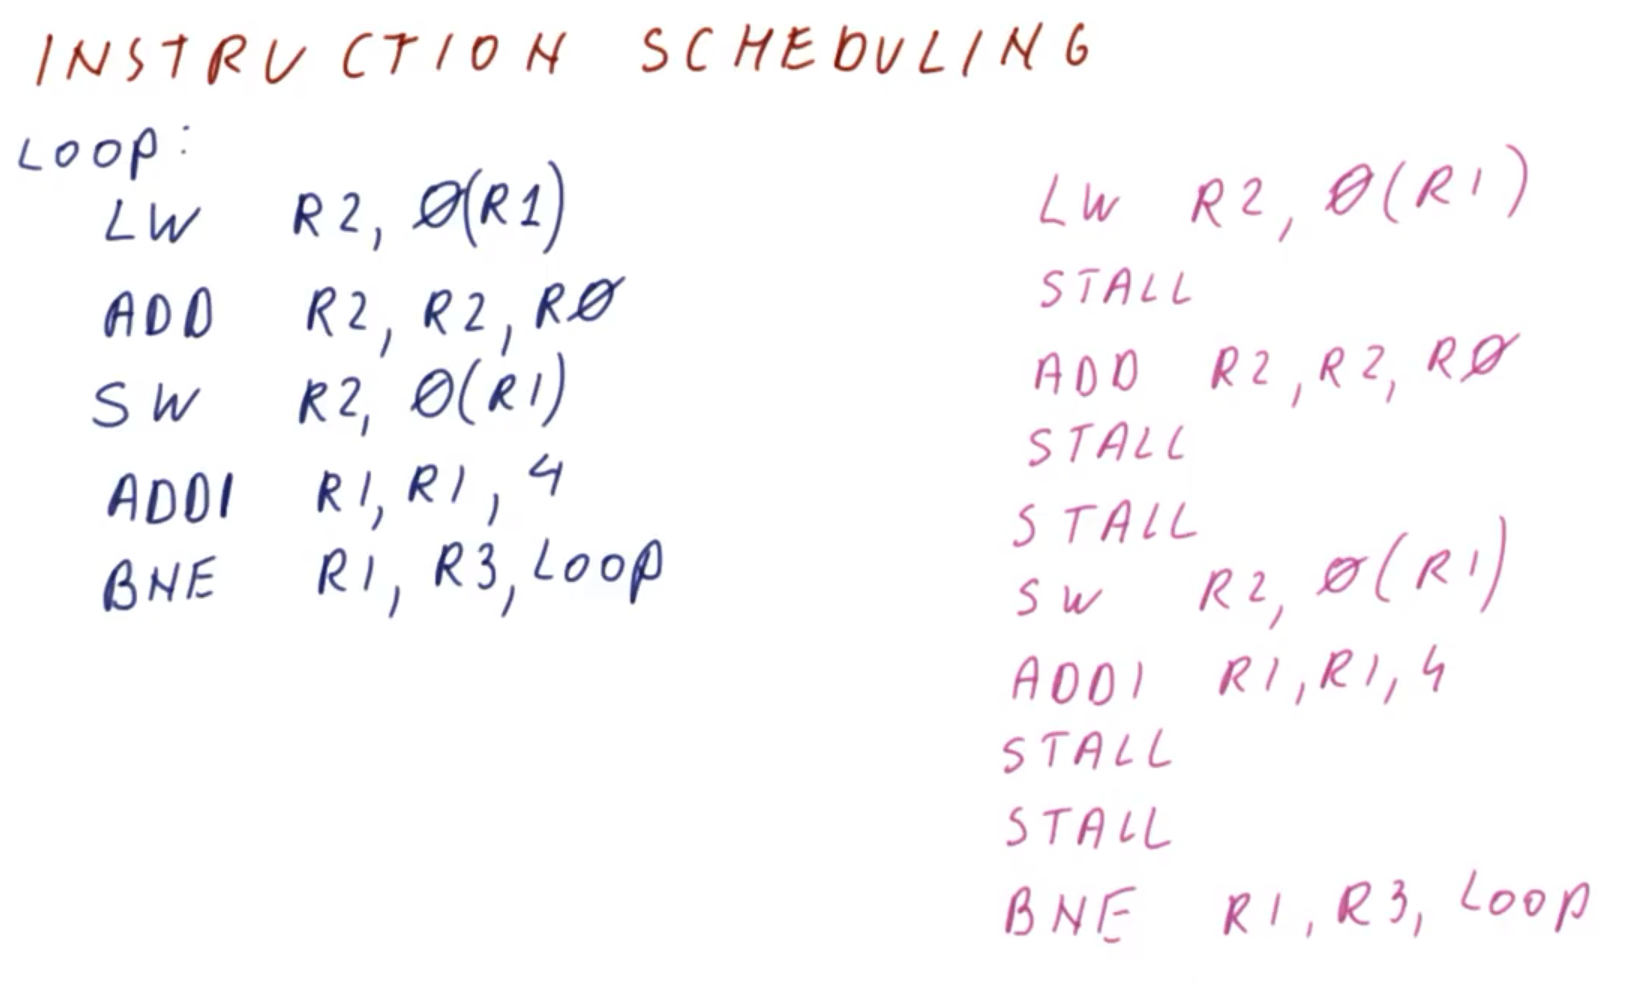 INSTRUCTION SCHEDULING
LOOP:
LW R2, Ø(R1)
ADD R2, R2, RØ
SW R2, Ø(R1)
ADDI R1, R1, 4
BNE R1, R3, LOOP
LW R2, Ø(R1)
STALL
ADD R2, R2, RØ
STALL
STALL
SW R2, Ø(R1)
ADDI R1, R1, 4
STALL
STALL
BNE R1, R3, LOOP